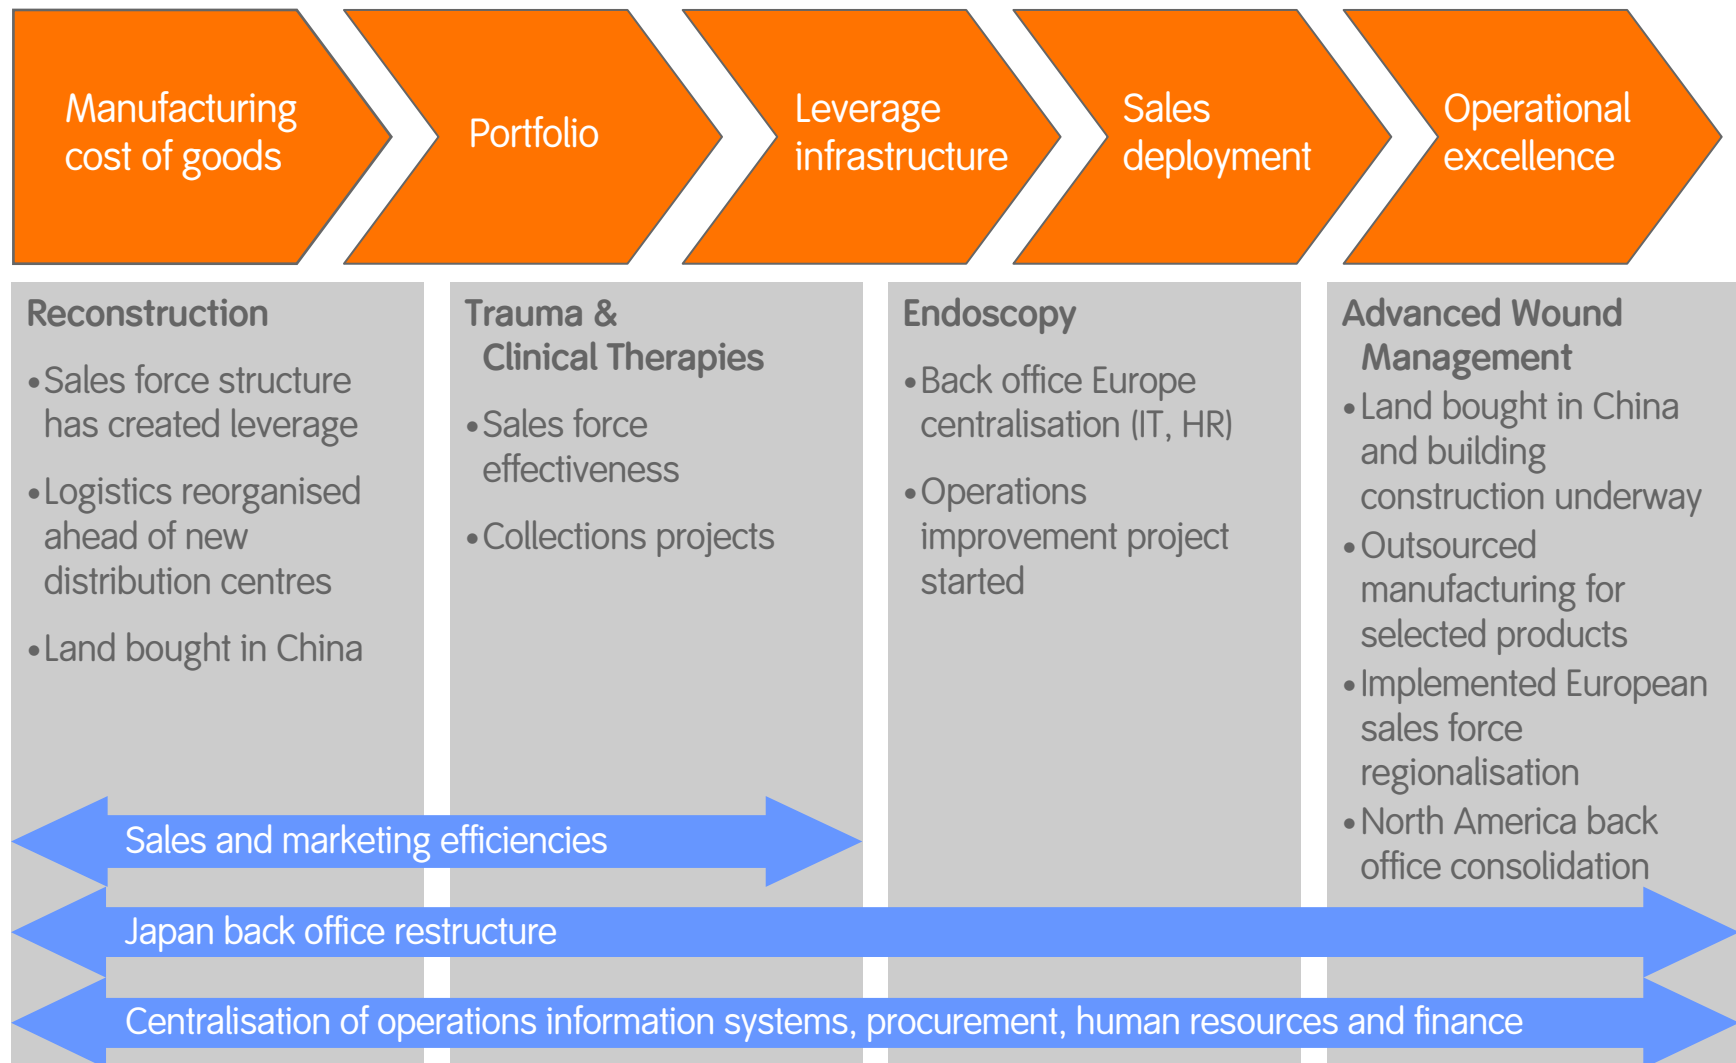 Manufacturing
cost of goods
Portfolio
Leverage
infrastructure
Sales
deployment
Operational
excellence
Reconstruction
•Sales force structure
has created leverage
•Logistics reorganised
ahead of new
distribution centres
•Land bought in China
Trauma &
Clinical Therapies
•Sales force
effectiveness
•Collections projects
Endoscopy
•Back office Europe
centralisation (IT, HR)
•Operations
improvement project
started
Advanced Wound
Management
•Land bought in China
and building
construction underway
•Outsourced
manufacturing for
selected products
•Implemented European
sales force
regionalisation
•North America back
office consolidation
Sales and marketing efficiencies
Japan back office restructure
Centralisation of operations information systems, procurement, human resources and finance